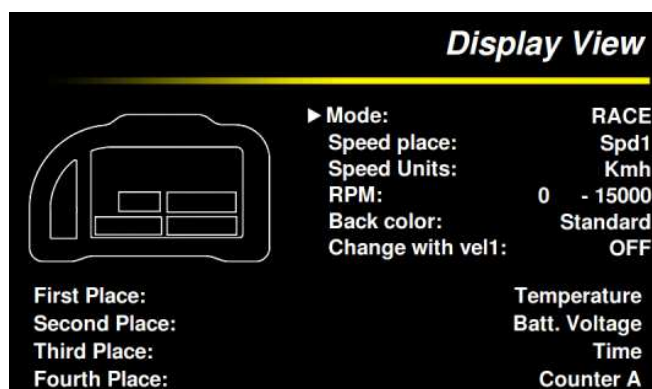 Display View
Mode: RACE
Speed place: Spd1
Speed Units: Kmh
RPM: 0 - 15000
Back color: Standard
Change with vel1: OFF
First Place: Temperature
Second Place: Batt. Voltage
Third Place: Time
Fourth Place: Counter A